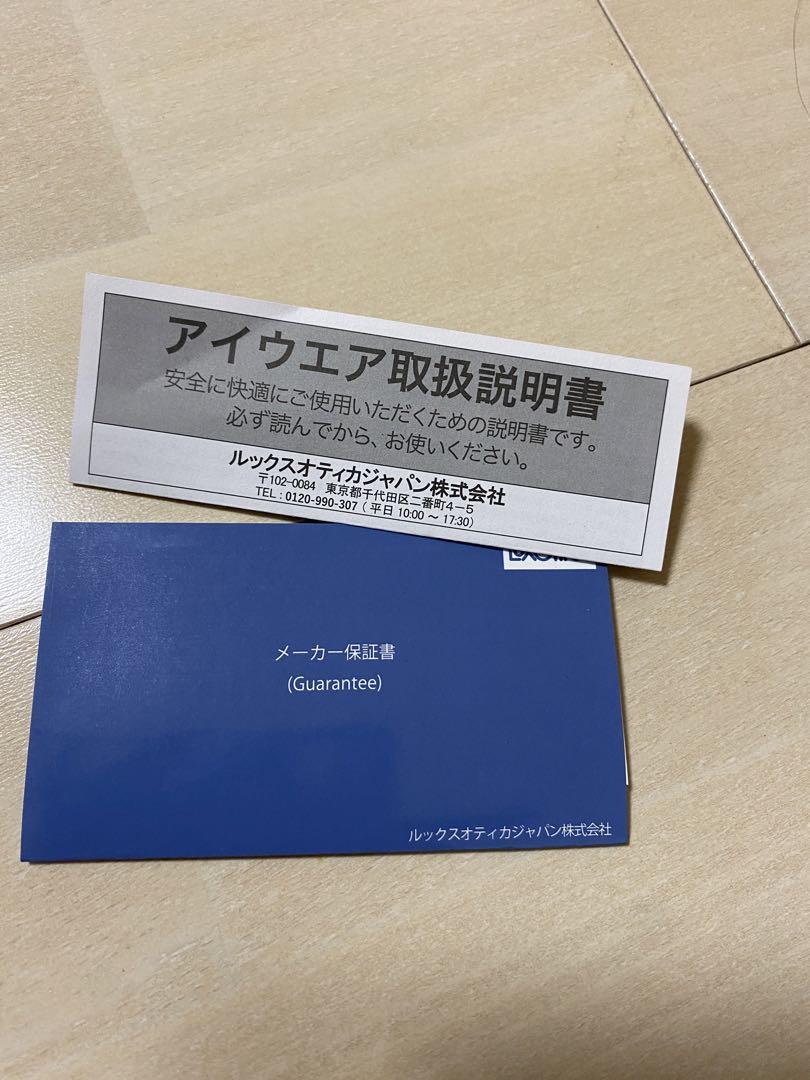 アイウエア取扱説明書
安全に快適にご使用いただくための説明書です。
必ず読んでから、お使いください。
ルックスオティカジャパン株式会社
〒102-0084 東京都千代田区二番町4-5
TEL : 0120-990-307 ( 平日 10:00 ～ 17:30)
メーカー保証書
(Guarantee)
ルックスオティカジャパン株式会社